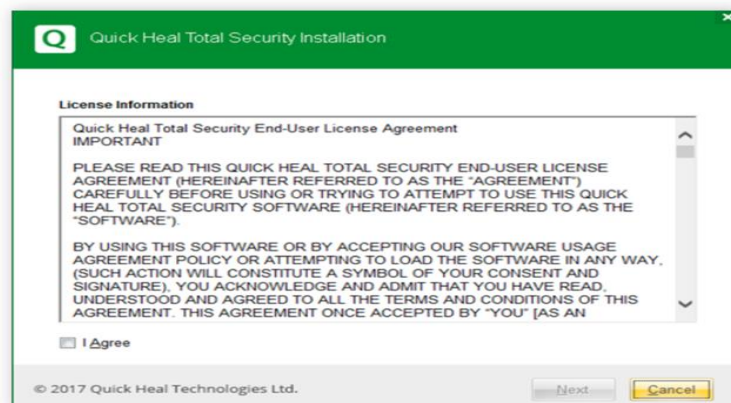 Q Quick Heal Total Security Installation
License Information
Quick Heal Total Security End-User License Agreement
IMPORTANT
PLEASE READ THIS QUICK HEAL TOTAL SECURITY END-USER LICENSE
AGREEMENT (HEREINAFTER REFERRED TO AS THE "AGREEMENT")
CAREFULLY BEFORE USING OR TRYING TO ATTEMPT TO USE THIS QUICK
HEAL TOTAL SECURITY SOFTWARE (HEREINAFTER REFERRED TO AS THE
"SOFTWARE").
BY USING THIS SOFTWARE OR BY ACCEPTING OUR SOFTWARE USAGE
AGREEMENT POLICY OR ATTEMPTING TO LOAD THE SOFTWARE IN ANY WAY,
(SUCH ACTION WILL CONSTITUTE A SYMBOL OF YOUR CONSENT AND
SIGNATURE), YOU ACKNOWLEDGE AND ADMIT THAT YOU HAVE READ,
UNDERSTOOD AND AGREED TO ALL THE TERMS AND CONDITIONS OF THIS
AGREEMENT. THIS AGREEMENT ONCE ACCEPTED BY "YOU" [AS AN
I Agree
© 2017 Quick Heal Technologies Ltd.
Next
Cancel